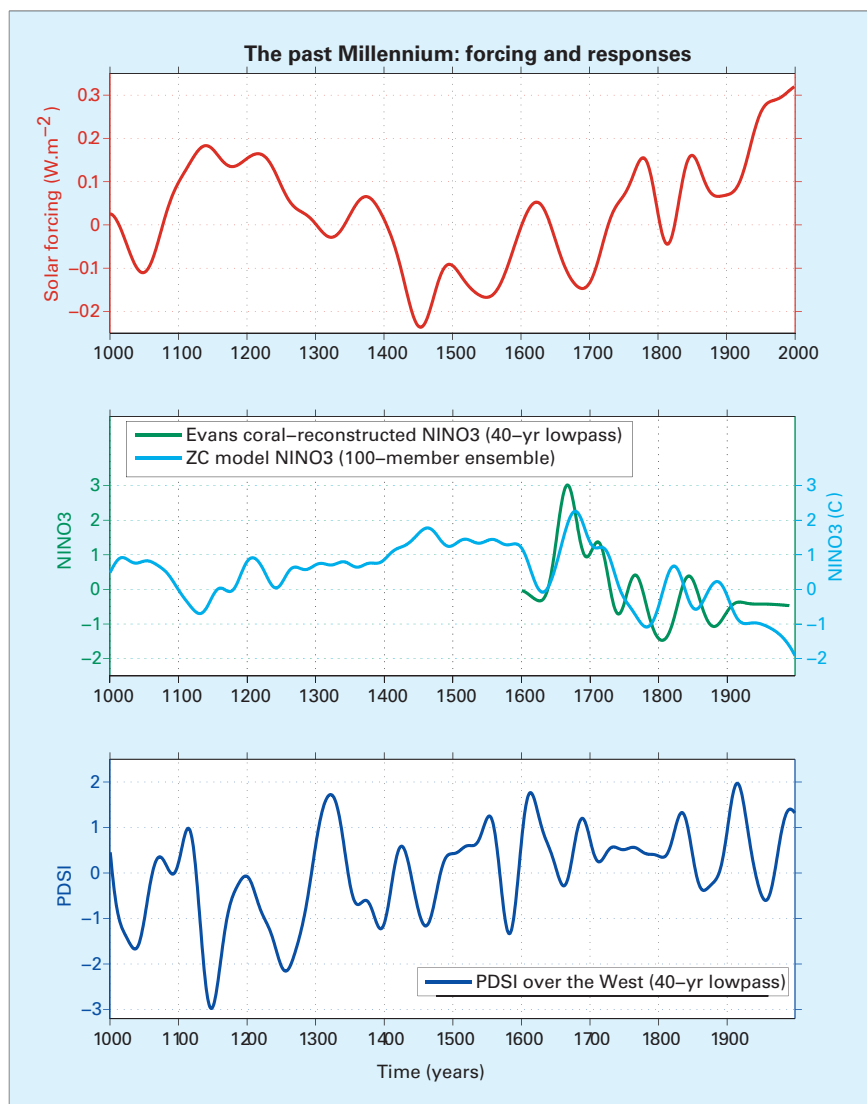 The past Millennium: forcing and responses
Solar forcing (W.m−2)
0.3
0.2
0.1
0
−0.1
−02
1000 1100 1200 1300 1400 1500 1600 1700 1800 1900 2000
Evans coral−reconstructed NINO3 (40−yr lowpass)
ZC model NINO3 (100−member ensemble)
NINO3
3
2
1
0
−1
−2
NINO3 (C)
3
2
1
0
−1
−2
1000 1100 1200 1300 1400 1500 1600 1700 1800 1900
PDSI
2
1
0
−1
−2
−3
PDSI over the West (40−yr lowpass)
1000 1100 1200 1300 1400 1500 1600 1700 1800 1900
Time (years)